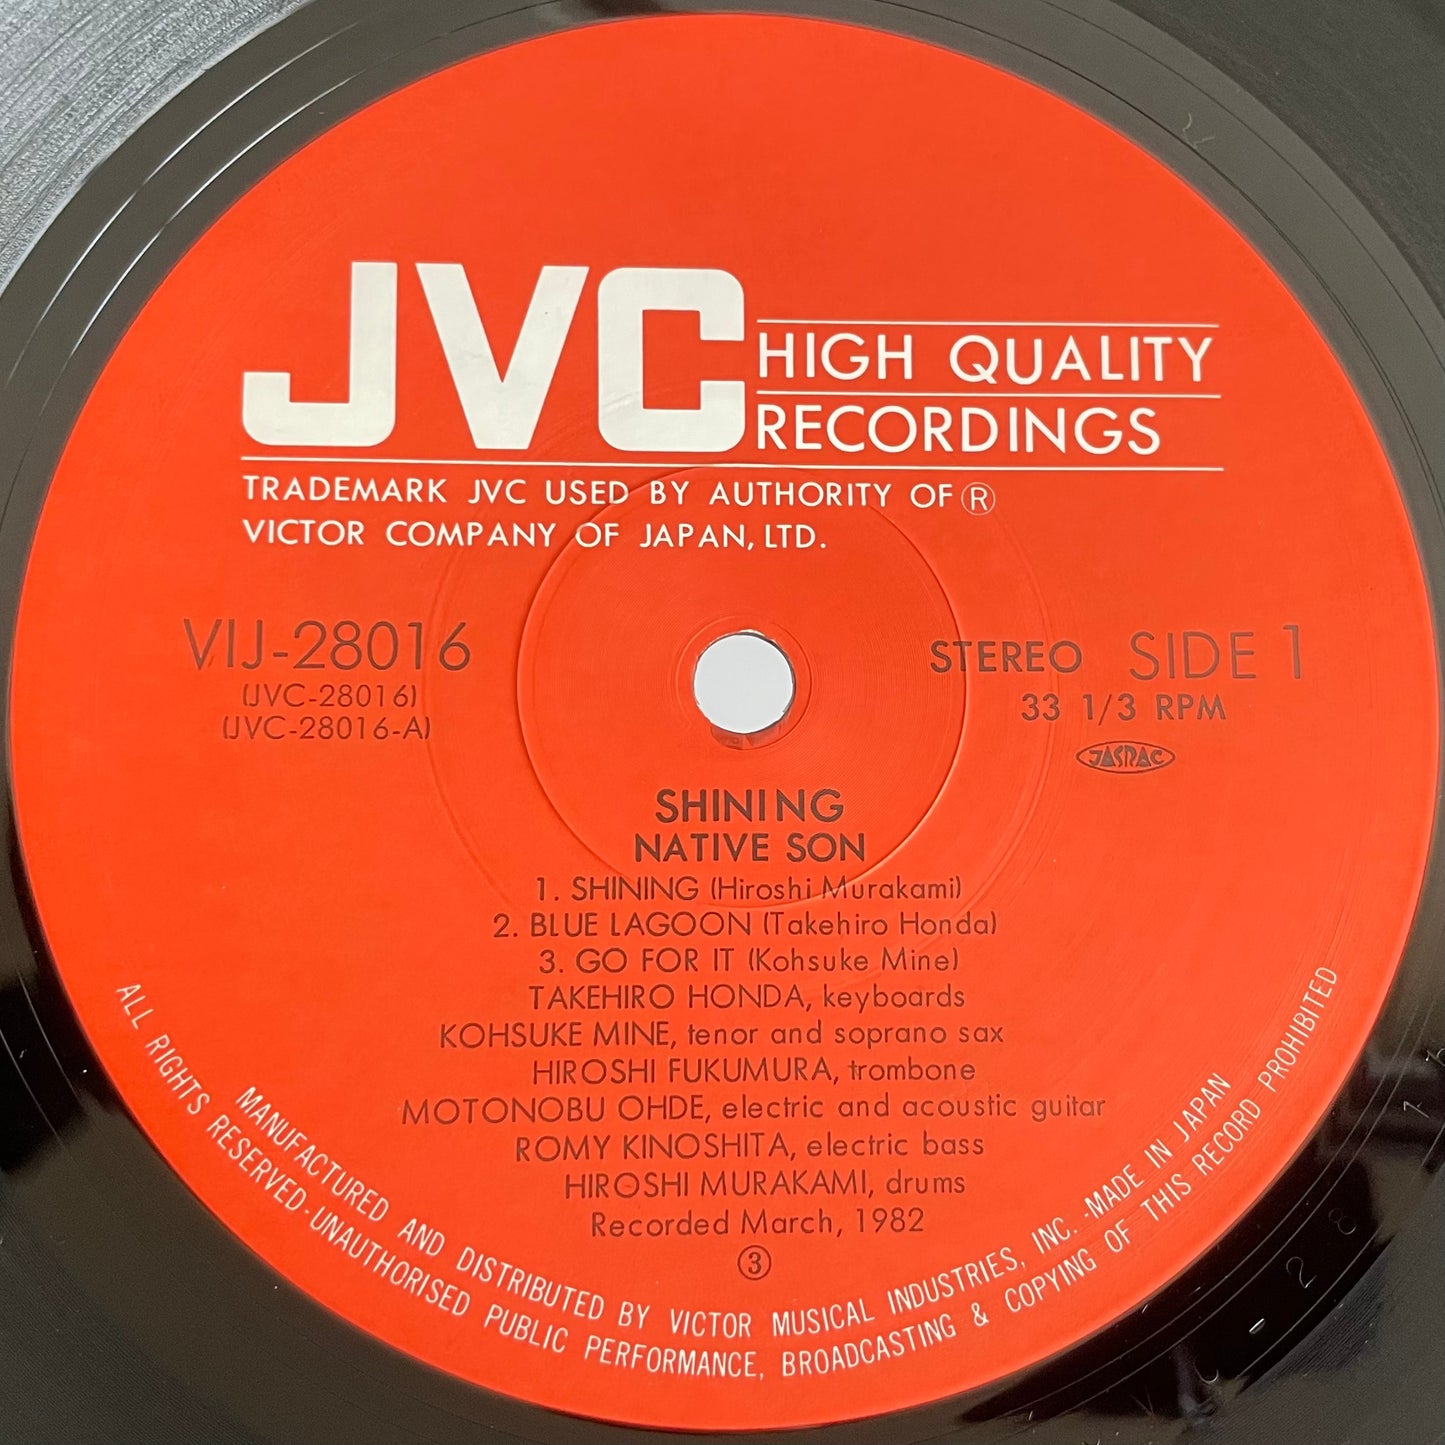 JVC HIGH QUALITY
RECORDINGS
TRADEMARK JVC USED BY AUTHORITY OF ®
VICTOR COMPANY OF JAPAN, LTD.
VIJ-28016
(JVC-28016)
(JVC-28016-A)
STEREO SIDE 1
33 1/3 RPM
JASRAC
SHINING
NATIVE SON
1. SHINING (Hiroshi Murakami)
2. BLUE LAGOON (Takehiro Honda)
3. GO FOR IT (Kohsuke Mine)
TAKEHIRO HONDA, keyboards
KOHSUKE MINE, tenor and soprano sax
HIROSHI FUKUMURA, trombone
MOTONOBU OHDE, electric and acoustic guitar
ROMY KINOSHITA, electric bass
HIROSHI MURAKAMI, drums
Recorded March, 1982
③
MANUFACTURED AND DISTRIBUTED BY VICTOR MUSICAL INDUSTRIES, INC. -MADE IN JAPAN
ALL RIGHTS RESERVED-UNAUTHORISED PUBLIC PERFORMANCE, BROADCASTING & COPYING OF THIS RECORD PROHIBITED